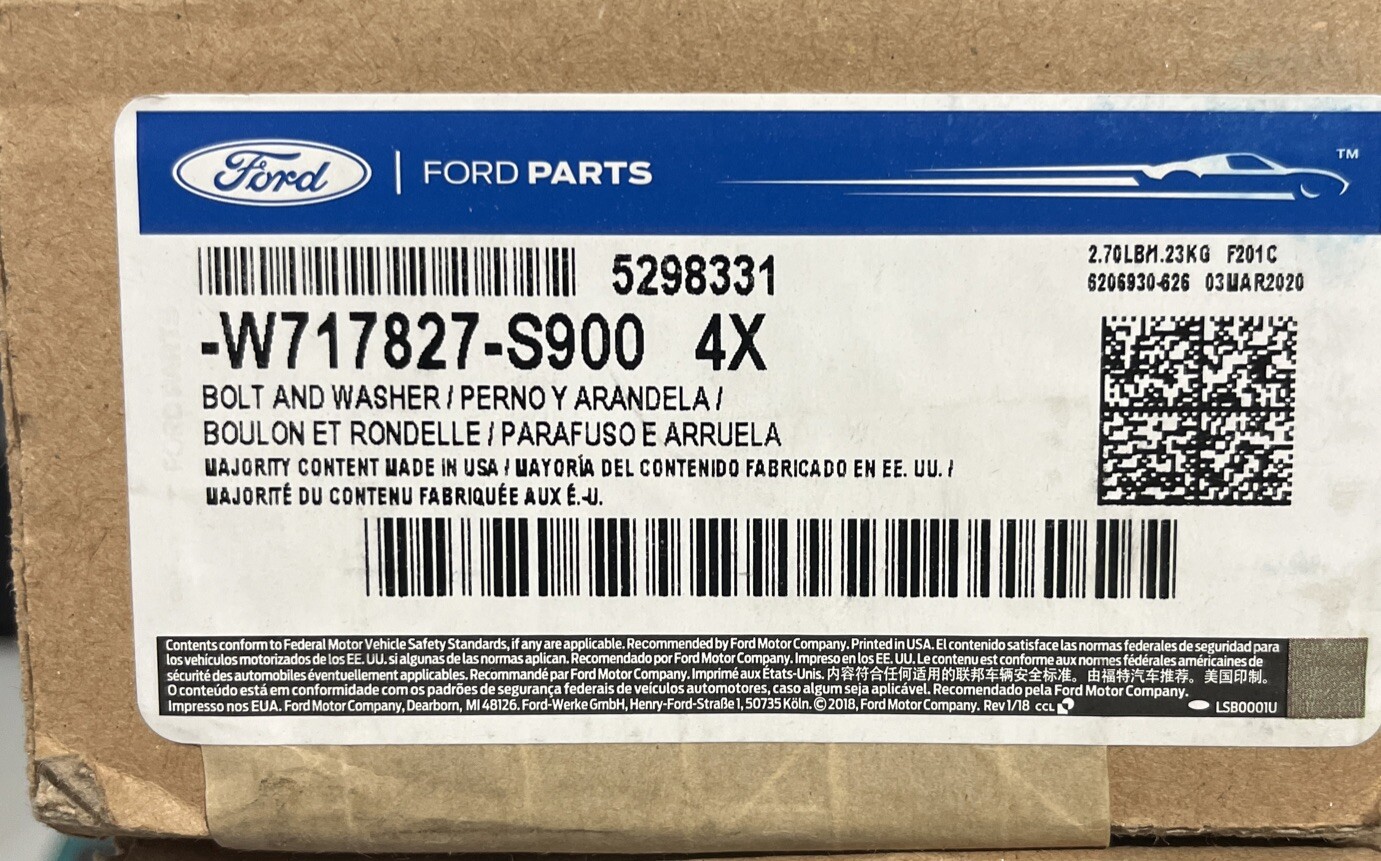 Ford | FORD PARTS
TM
5298331
2.70LBM.23KG F201C
6206930-626 03MAR2020
-W717827-S900 4X
BOLT AND WASHER / PERNO Y ARANDELA /
BOULON ET RONDELLE / PARAFUSO E ARRUELA
MAJORITY CONTENT MADE IN USA / MAYORÍA DEL CONTENIDO FABRICADO EN EE. UU. /
MAJORITÉ DU CONTENU FABRIQUÉE AUX É.-U.
Contents conform to Federal Motor Vehicle Safety Standards, if any are applicable. Recommended by Ford Motor Company. Printed in USA. El contenido satisface las normas federales de seguridad para
los vehículos motorizados de los EE. UU. si algunas de las normas aplican. Recomendado por Ford Motor Company. Impreso en los EE. UU. Le contenu est conforme aux normes fédérales américaines de
sécurité des automobiles éventuellement applicables. Recommandé par Ford Motor Company. Imprimé aux États-Unis. 内容符合任何适用的联邦车辆安全标准。由福特汽车推荐。美国印制。
O conteúdo está em conformidade com os padrões de segurança federais de veículos automotores, caso algum seja aplicável. Recomendado pela Ford Motor Company.
Impresso nos EUA. Ford Motor Company, Dearborn, MI 48126. Ford-Werke GmbH, Henry-Ford-Straße 1, 50735 Köln. © 2018, Ford Motor Company. Rev 1/18 CCL LSB0001U